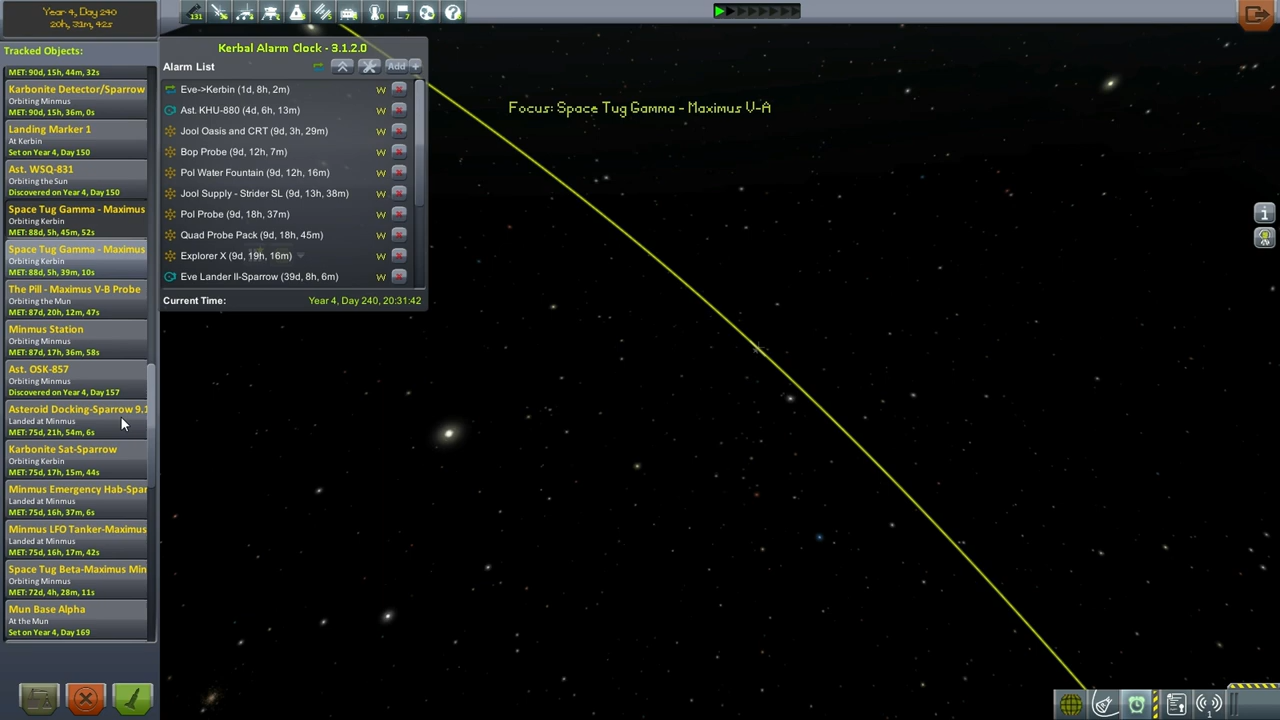 Year 4, Day 240
20h, 31m, 42s
131
Tracked Objects:
MET: 90d, 15h, 44m, 32s
Karbonite Detector/Sparrow
Orbiting Minmus
MET: 90d, 15h, 36m, 0s
Landing Marker 1
At Kerbin
Set on Year 4, Day 150
Ast. WSQ-831
Orbiting the Sun
Discovered on Year 4, Day 150
Space Tug Gamma - Maximus
Orbiting Kerbin
MET: 88d, 5h, 45m, 52s
Space Tug Gamma - Maximus
Orbiting Kerbin
MET: 88d, 5h, 39m, 10s
The Pill - Maximus V-B Probe
Orbiting the Mun
MET: 87d, 20h, 12m, 47s
Minmus Station
Orbiting Minmus
MET: 87d, 17h, 36m, 58s
Ast. OSK-857
Orbiting Minmus
Discovered on Year 4, Day 157
Asteroid Docking-Sparrow 9.1
Landed at Minmus
MET: 75d, 21h, 54m, 6s
Karbonite Sat-Sparrow
Orbiting Kerbin
MET: 75d, 17h, 15m, 44s
Minmus Emergency Hab-Spar
Landed at Minmus
MET: 75d, 16h, 37m, 6s
Minmus LFO Tanker-Maximus
Landed at Minmus
MET: 75d, 16h, 17m, 42s
Space Tug Beta-Maximus Min
Orbiting Minmus
MET: 72d, 4h, 28m, 11s
Mun Base Alpha
At the Mun
Set on Year 4, Day 169
Kerbal Alarm Clock - 3.1.2.0
Alarm List
Add +
Eve->Kerbin (1d, 8h, 2m) W
Ast. KHU-880 (4d, 6h, 13m) W
Jool Oasis and CRT (9d, 3h, 29m) W
Bop Probe (9d, 12h, 7m) W
Pol Water Fountain (9d, 12h, 16m) W
Jool Supply - Strider SL (9d, 13h, 38m) W
Pol Probe (9d, 18h, 37m) W
Quad Probe Pack (9d, 18h, 45m) W
Explorer X (9d, 19h, 16m) W
Eve Lander II-Sparrow (39d, 8h, 6m) W
Current Time: Year 4, Day 240, 20:31:42
Focus: Space Tug Gamma - Maximus V-A